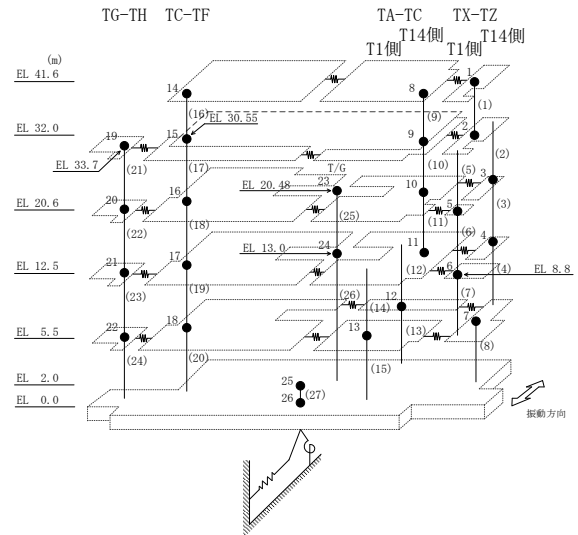 TG-TH TC-TF TA-TC TX-TZ
T14側 T14側
T1側 T1側
(m)
EL 41.6
14 8 1
(16) (9) (1)
EL 32.0
EL 30.55
19 15 9 2
EL 33.7
(21) (17) (10) (2)
T/G
16 EL 20.48 23 10 (5) 3
EL 20.6
20 (25) (11) 5 (3)
(22) (18) (6)
EL 13.0 24 11 4
EL 12.5
21 17 (12) 6 (4) EL 8.8
(23) (19) (26) 12 (7)
(14)
EL 5.5
22 18 13 (13) 7
(24) (20) (15) (8)
EL 2.0
25
EL 0.0
26 (27)
振動方向